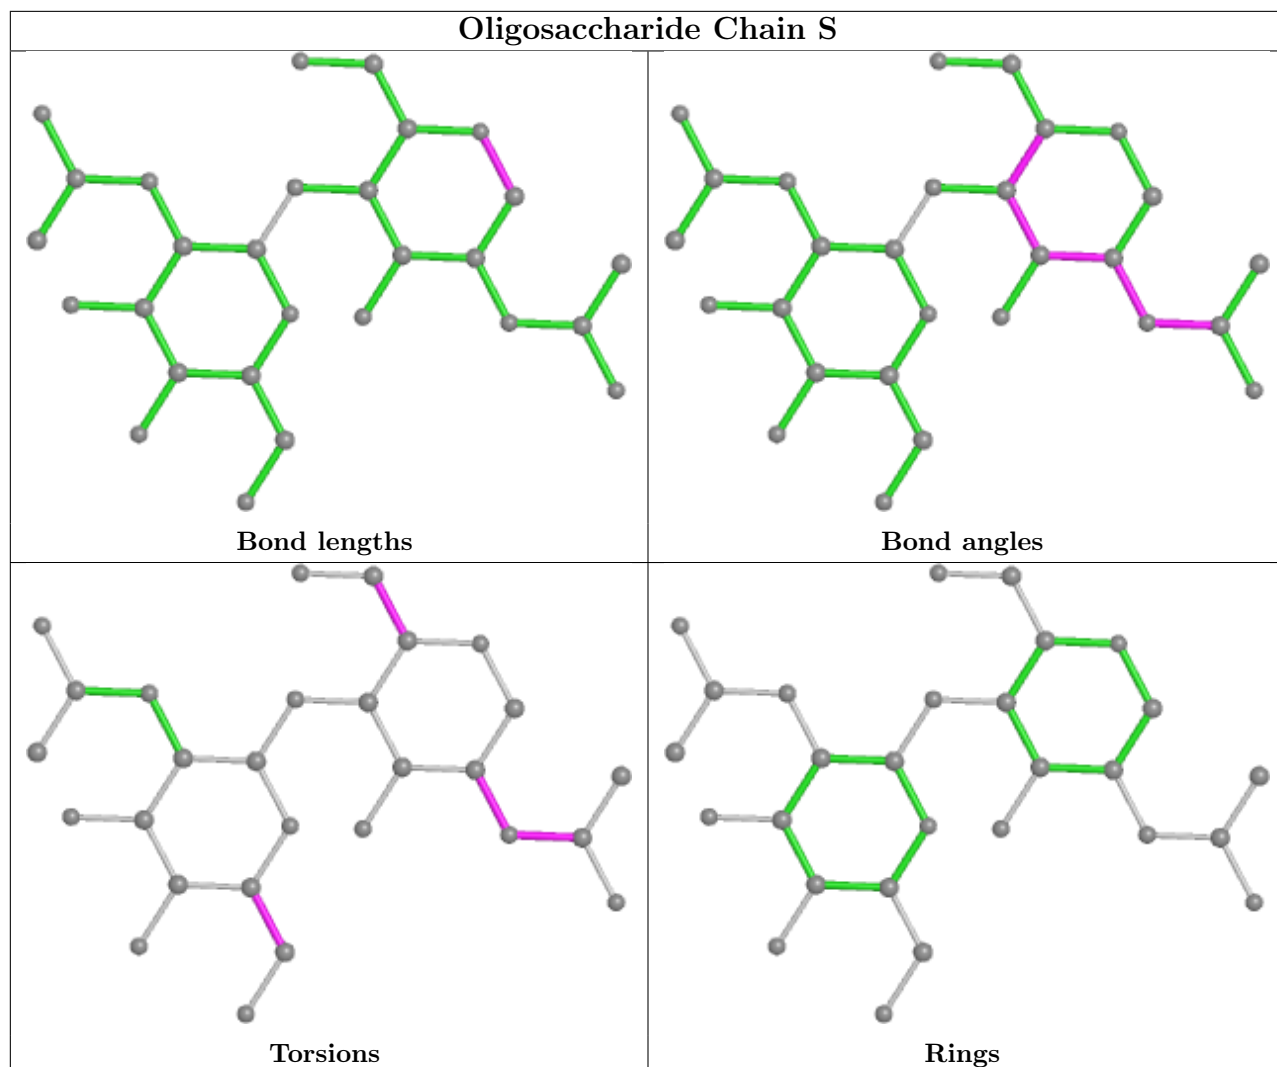 Oligosaccharide Chain S
Bond lengths
Bond angles
Torsions
Rings